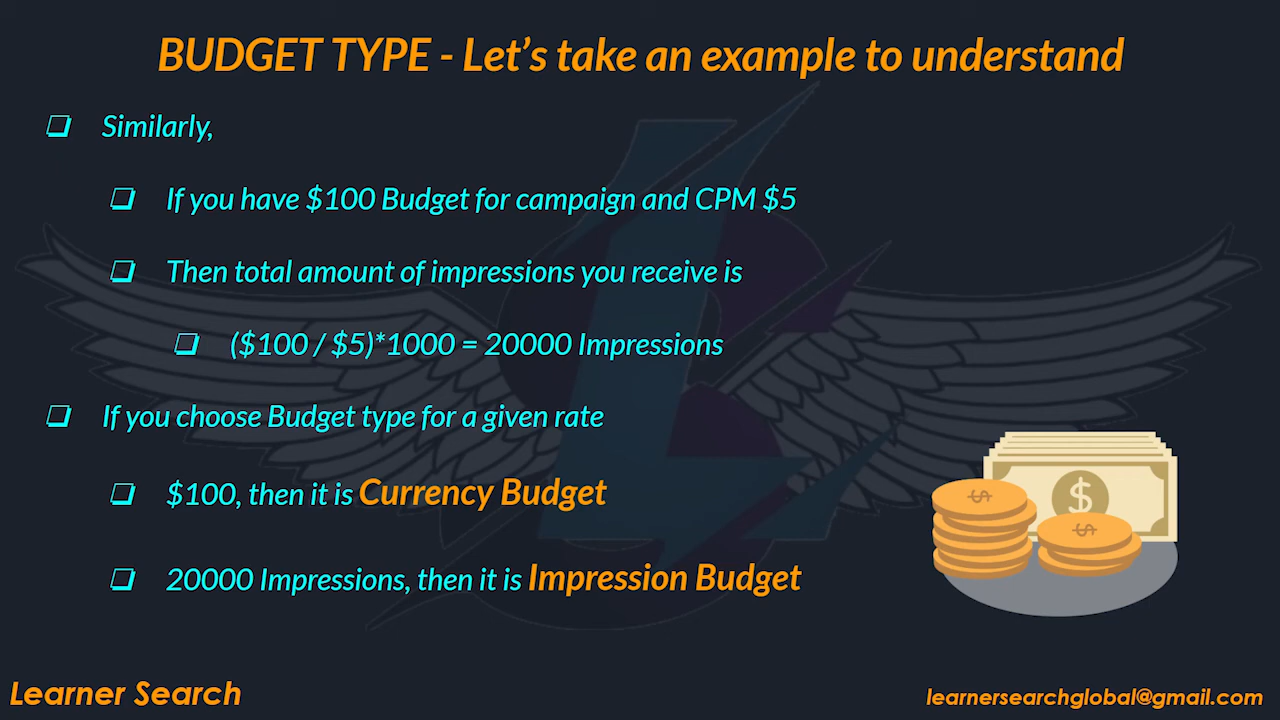 BUDGET TYPE - Let's take an example to understand
❏ Similarly,
❏ If you have $100 Budget for campaign and CPM $5
❏ Then total amount of impressions you receive is
❏ ($100 / $5)*1000 = 20000 Impressions
❏ If you choose Budget type for a given rate
❏ $100, then it is Currency Budget
❏ 20000 Impressions, then it is Impression Budget
$
$
$
Learner Search
learnersearchglobal@gmail.com